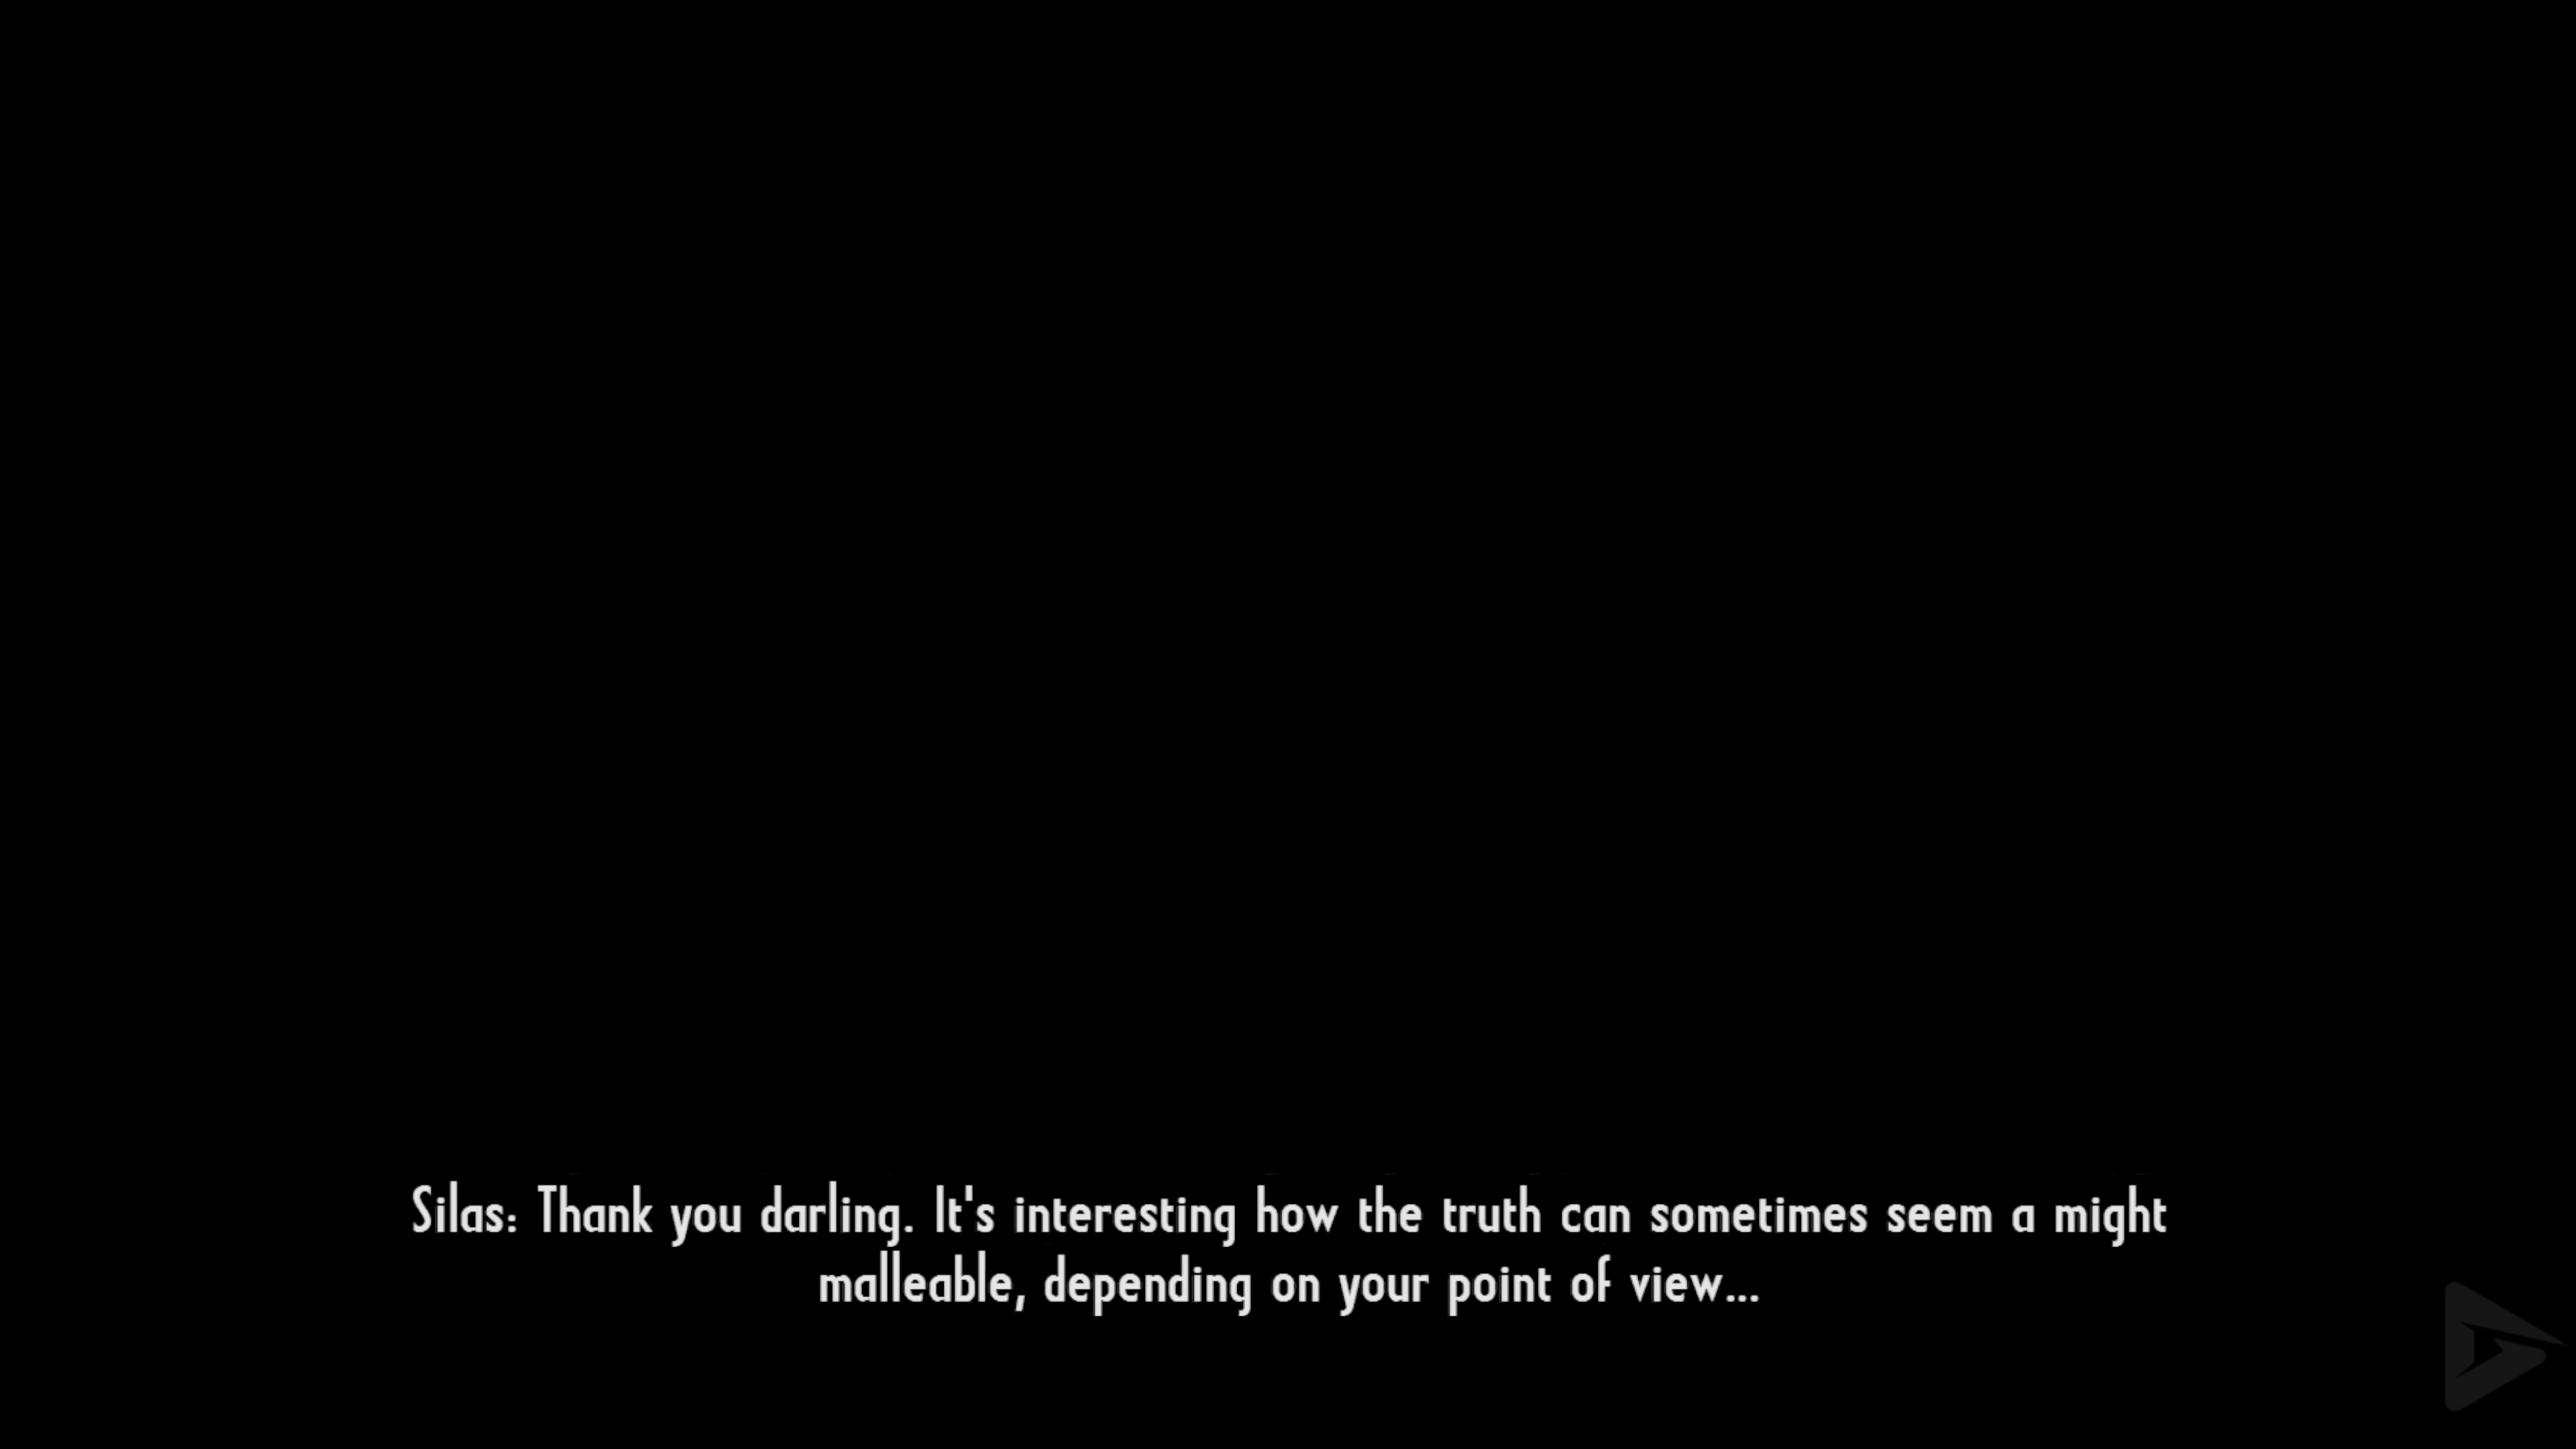 Silas: Thank you darling. It's interesting how the truth can sometimes seem a might
malleable, depending on your point of view...